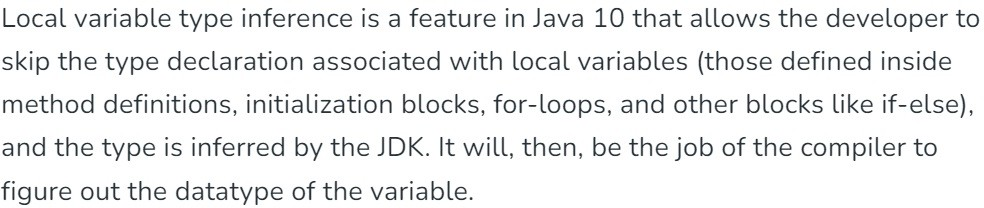 Local variable type inference is a feature in Java 10 that allows the developer to
skip the type declaration associated with local variables (those defined inside
method definitions, initialization blocks, for-loops, and other blocks like if-else),
and the type is inferred by the JDK. It will, then, be the job of the compiler to
figure out the datatype of the variable.